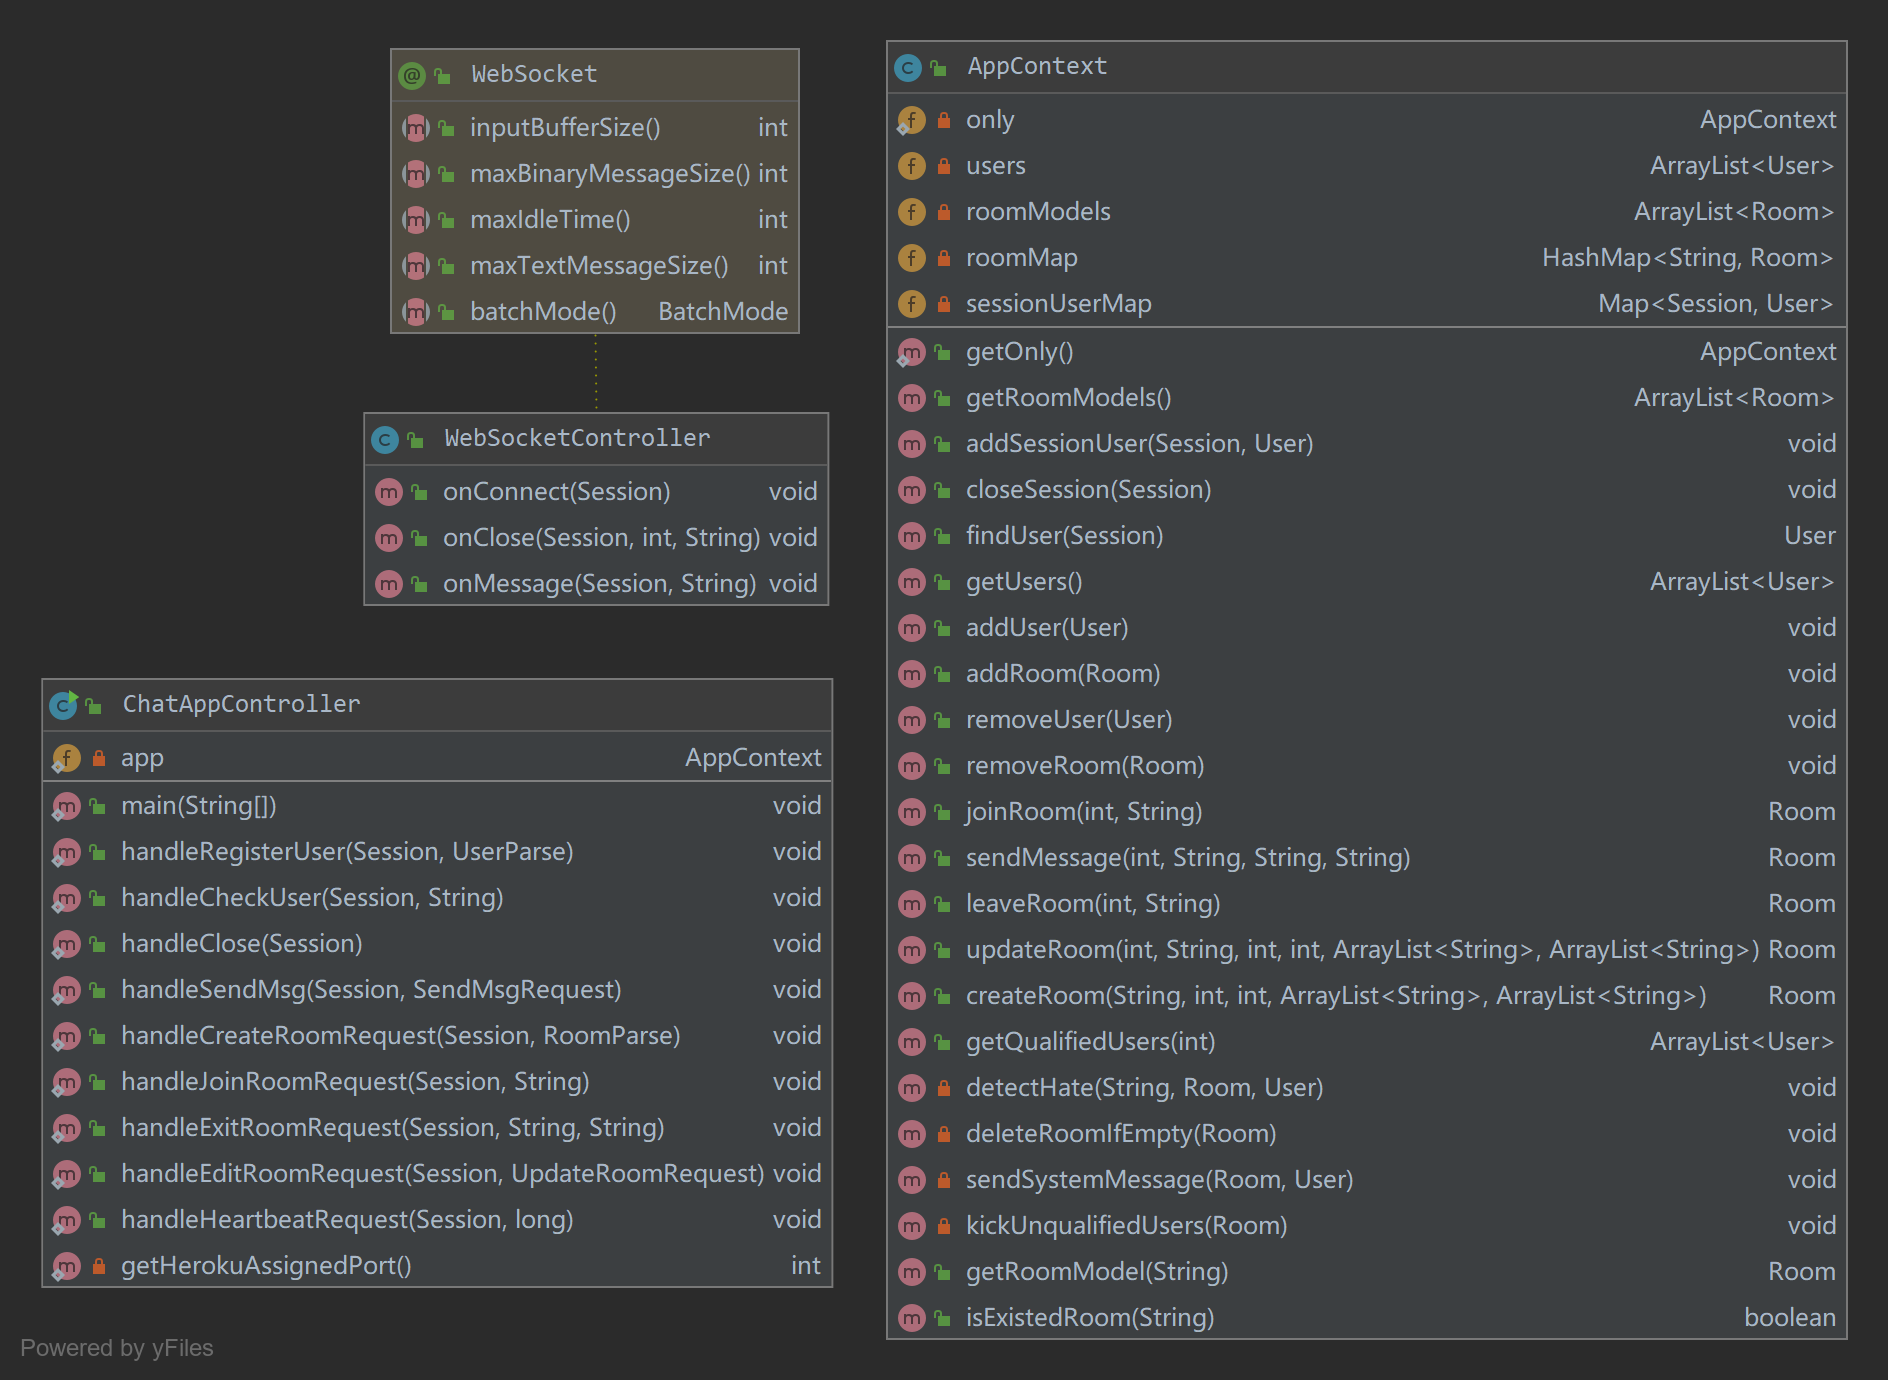 WebSocket
inputBufferSize() int
maxBinaryMessageSize() int
maxIdleTime() int
maxTextMessageSize() int
batchMode() BatchMode
WebSocketController
onConnect(Session) void
onClose(Session, int, String) void
onMessage(Session, String) void
ChatAppController
app AppContext
main(String[]) void
handleRegisterUser(Session, UserParse) void
handleCheckUser(Session, String) void
handleClose(Session) void
handleSendMsg(Session, SendMsgRequest) void
handleCreateRoomRequest(Session, RoomParse) void
handleJoinRoomRequest(Session, String) void
handleExitRoomRequest(Session, String, String) void
handleEditRoomRequest(Session, UpdateRoomRequest) void
handleHeartbeatRequest(Session, long) void
getHerokuAssignedPort() int
AppContext
only AppContext
users ArrayList<User>
roomModels ArrayList<Room>
roomMap HashMap<String, Room>
sessionUserMap Map<Session, User>
getOnly() AppContext
getRoomModels() ArrayList<Room>
addSessionUser(Session, User) void
closeSession(Session) void
findUser(Session) User
getUsers() ArrayList<User>
addUser(User) void
addRoom(Room) void
removeUser(User) void
removeRoom(Room) void
joinRoom(int, String) Room
sendMessage(int, String, String, String) Room
leaveRoom(int, String) Room
updateRoom(int, String, int, int, ArrayList<String>, ArrayList<String>) Room
createRoom(String, int, int, ArrayList<String>, ArrayList<String>) Room
getQualifiedUsers(int) ArrayList<User>
detectHate(String, Room, User) void
deleteRoomIfEmpty(Room) void
sendSystemMessage(Room, User) void
kickUnqualifiedUsers(Room) void
getRoomModel(String) Room
isExistedRoom(String) boolean
Powered by yFiles